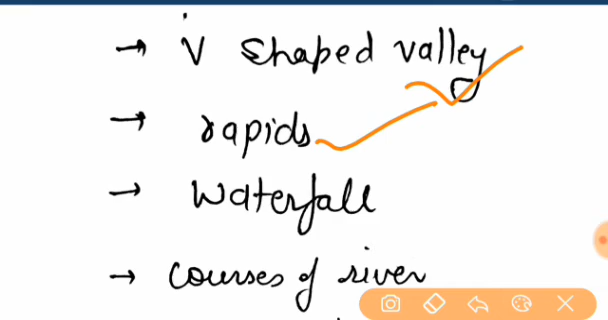 → V shaped valley
→ rapids
→ Waterfall
→ courses of river